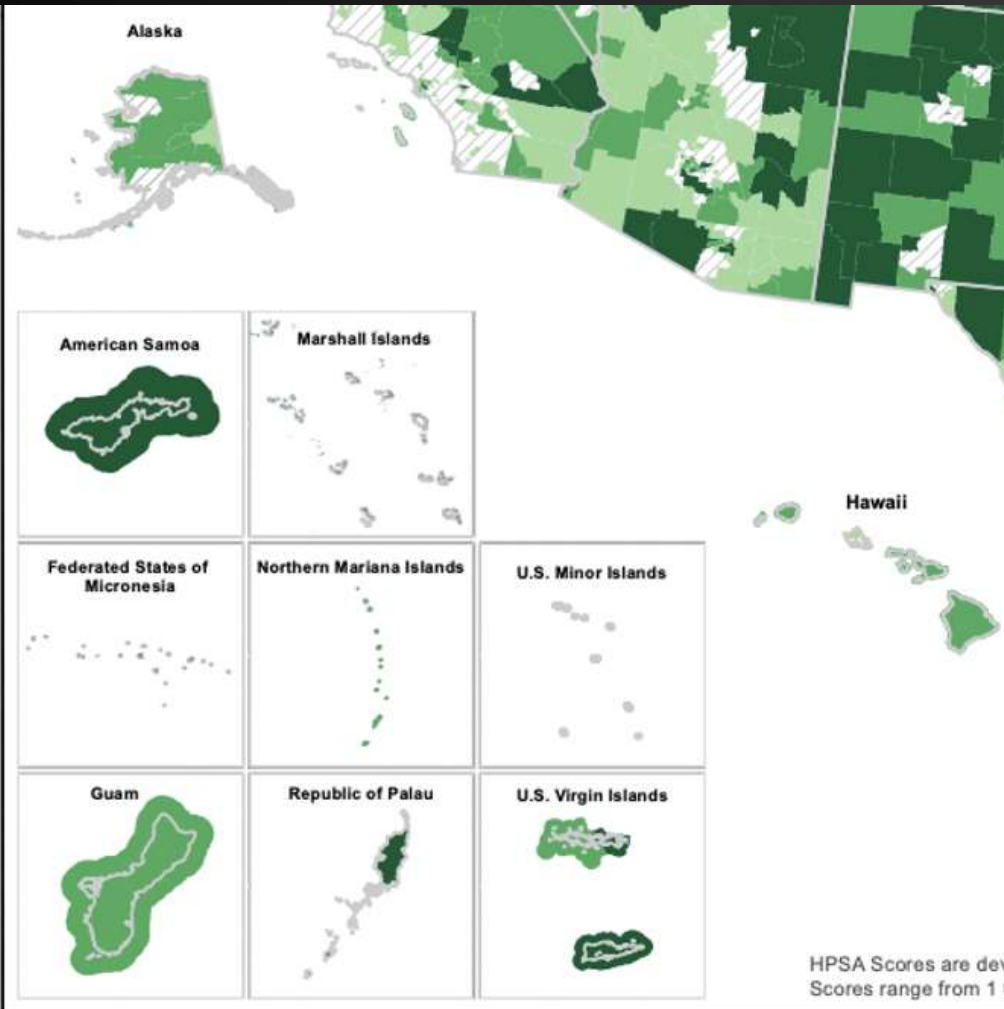 Alaska
American Samoa
Marshall Islands
Hawaii
Federated States of
Micronesia
Northern Mariana Islands
U.S. Minor Islands
Guam
Republic of Palau
U.S. Virgin Islands
HPSA Scores are dev
Scores range from 1